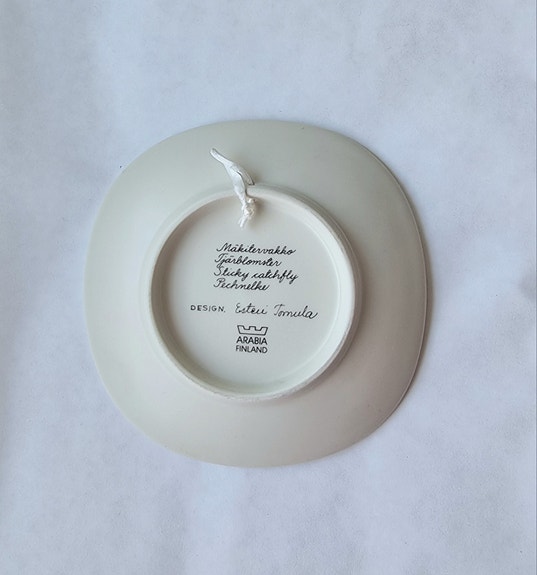 Mäkitervakko
Tjärblomster
Sticky catchfly
Pechnelke
DESIGN. Esteri Tomula
ARABIA
FINLAND